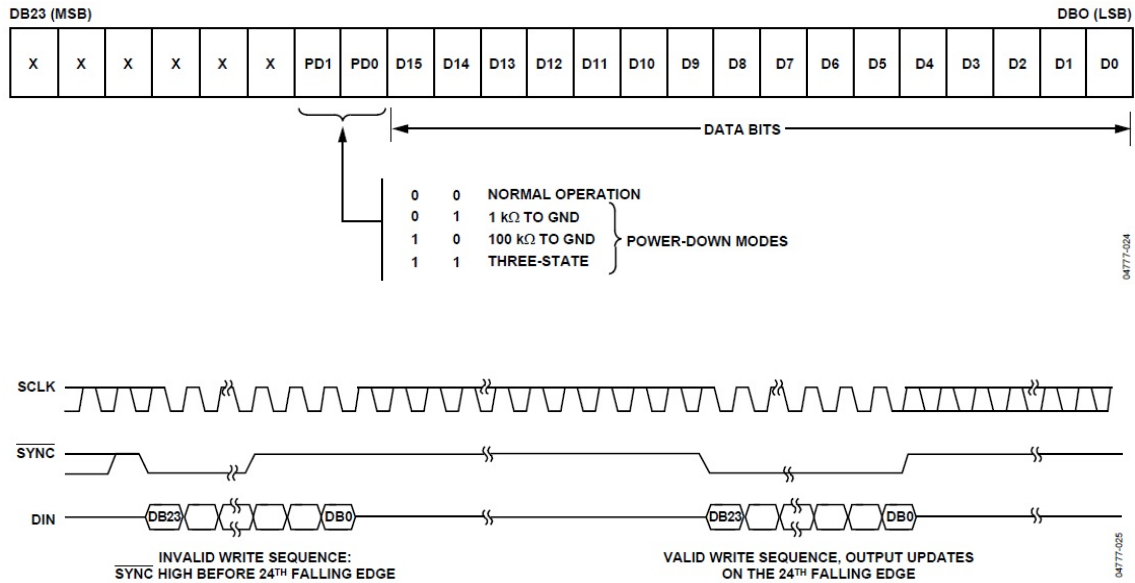 DB23 (MSB) DBO (LSB)
X X X X X X PD1 PD0 D15 D14 D13 D12 D11 D10 D9 D8 D7 D6 D5 D4 D3 D2 D1 D0
DATA BITS
0 0 NORMAL OPERATION
0 1 1 kΩ TO GND
1 0 100 kΩ TO GND
POWER-DOWN MODES
1 1 THREE-STATE
04777-024
SCLK
SYNC
DIN DB23 DB0 DB23 DB0
INVALID WRITE SEQUENCE:
SYNC HIGH BEFORE 24TH FALLING EDGE
VALID WRITE SEQUENCE, OUTPUT UPDATES
ON THE 24TH FALLING EDGE
04777-025